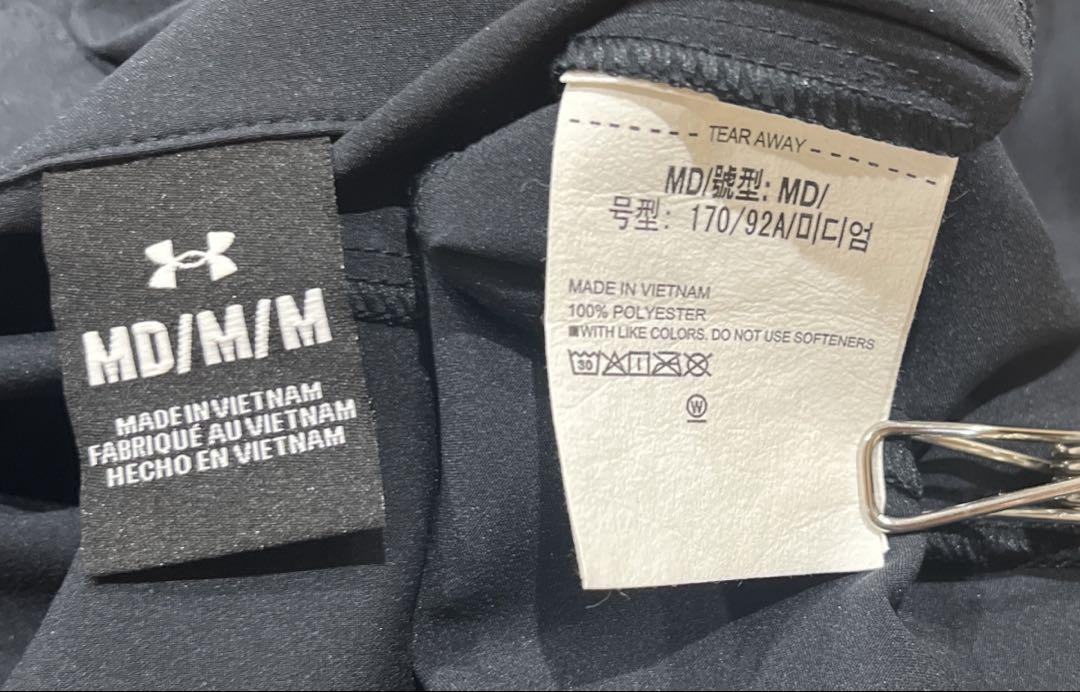 MD/M/M
MADE IN VIETNAM
FABRIQUÉ AU VIETNAM
HECHO EN VIETNAM
TEAR AWAY
MD/號型: MD/
号型: 170/92A/미디엄
MADE IN VIETNAM
100% POLYESTER
■WITH LIKE COLORS. DO NOT USE SOFTENERS
30
W